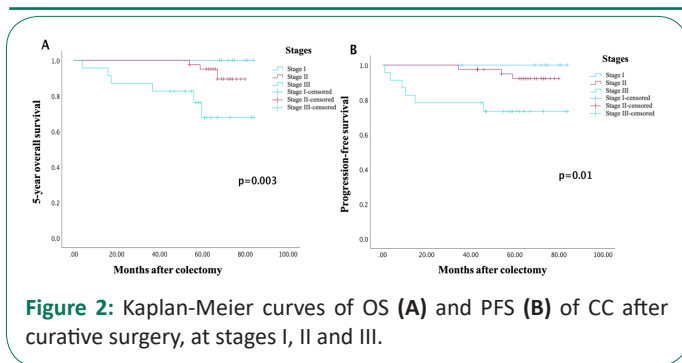 A
Stages
Stage I
Stage II
Stage III
Stage I-censored
Stage II-censored
Stage III-censored
5-year overall survival
1.0
0.8
0.6
0.4
0.2
0.0
p=0.003
.00
20.00
40.00
60.00
80.00
100.00
Months after colectomy
B
Stages
Stage I
Stage II
Stage III
Stage I-censored
Stage II-censored
Stage III-censored
Progression-free survival
1.0
0.8
0.6
0.4
0.2
0.0
p=0.01
.00
20.00
40.00
60.00
80.00
100.00
Months after colectomy
Figure 2: Kaplan-Meier curves of OS (A) and PFS (B) of CC after
curative surgery, at stages I, II and III.